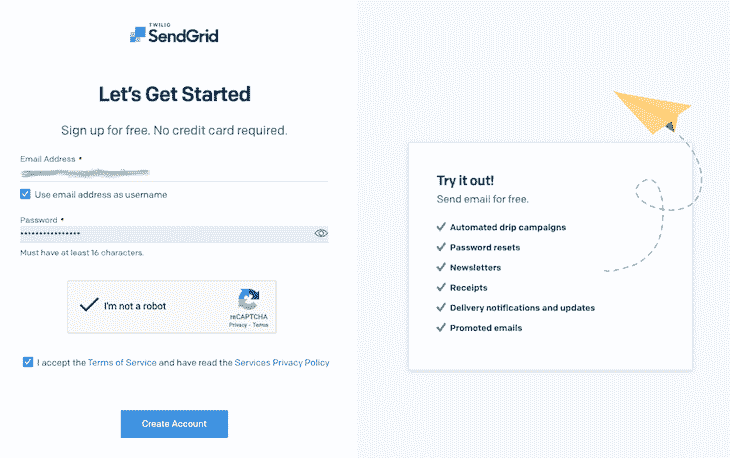 TWILIO
SendGrid
Let's Get Started
Sign up for free. No credit card required.
Email Address •
Use email address as username
Password •
••••••••••••••••
Must have at least 16 characters.
I'm not a robot
reCAPTCHA
Privacy - Terms
I accept the Terms of Service and have read the Services Privacy Policy
Create Account
Try it out!
Send email for free.
Automated drip campaigns
Password resets
Newsletters
Receipts
Delivery notifications and updates
Promoted emails